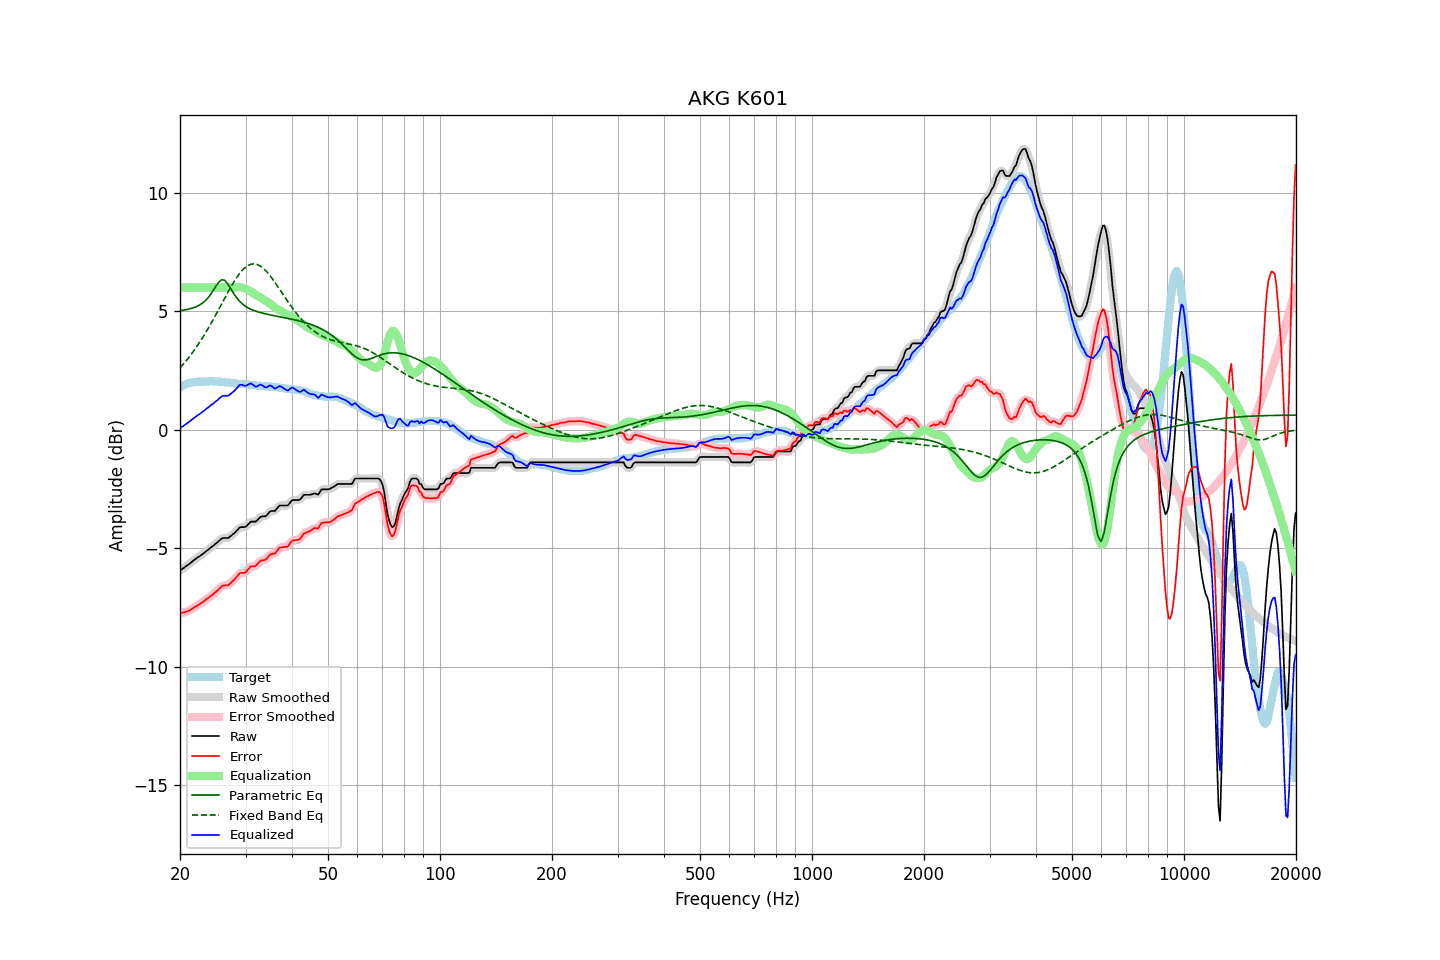 AKG K601
Amplitude (dBr)
10
5
0
−5
−10
−15
Target
Raw Smoothed
Error Smoothed
Raw
Error
Equalization
Parametric Eq
Fixed Band Eq
Equalized
20 50 100 200 500 1000 2000 5000 10000 20000
Frequency (Hz)